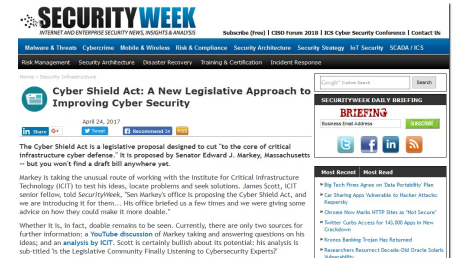 SECURITYWEEK
INTERNET AND ENTERPRISE SECURITY NEWS, INSIGHTS & ANALYSIS
Subscribe (Free) | CISO Forum 2018 | ICS Cyber Security Conference | Contact Us
Malware & Threats Cybercrime Mobile & Wireless Risk & Compliance Security Architecture Security Strategy IoT Security SCADA / ICS
Risk Management Security Architecture Disaster Recovery Training & Certification Incident Response
Home › Security Infrastructure
Cyber Shield Act: A New Legislative Approach to
Improving Cyber Security
April 24, 2017
Share G+ Tweet Recommend 34 RSS
The Cyber Shield Act is a legislative proposal designed to cut "to the core of critical
infrastructure cyber defense." It is proposed by Senator Edward J. Markey, Massachusetts
— but you won't find a draft bill anywhere yet.
Markey is taking the unusual route of working with the Institute for Critical Infrastructure
Technology (ICIT) to test his ideas, locate problems and seek solutions. James Scott, ICIT
senior fellow, told SecurityWeek, "Sen Markey's office is proposing the Cyber Shield Act, and
we are introducing it for them... His office briefed us a few times and we were giving some
advice on how they could make it more doable."
Whether it is, in fact, doable remains to be seen. Currently, there are only two sources for
further information: a YouTube discussion of Markey taking and answering questions on his
ideas; and an analysis by ICIT. Scott is certainly bullish about its potential: his analysis is
sub-titled 'Is the Legislative Community Finally Listening to Cybersecurity Experts?'
Google Custom Search Search
SECURITYWEEK DAILY BRIEFING
BRIEFING
Business Email Address SUBSCRIBE
Most Recent Most Read
Big Tech Firms Agree on 'Data Portability' Plan
Car Sharing Apps Vulnerable to Hacker Attacks:
Kaspersky
Chrome Now Marks HTTP Sites as "Not Secure"
Twitter Curbs Access for 143,000 Apps in New
Crackdown
Kronos Banking Trojan Has Returned
Researchers Resurrect Decade-Old Oracle Solaris
Vulnerability